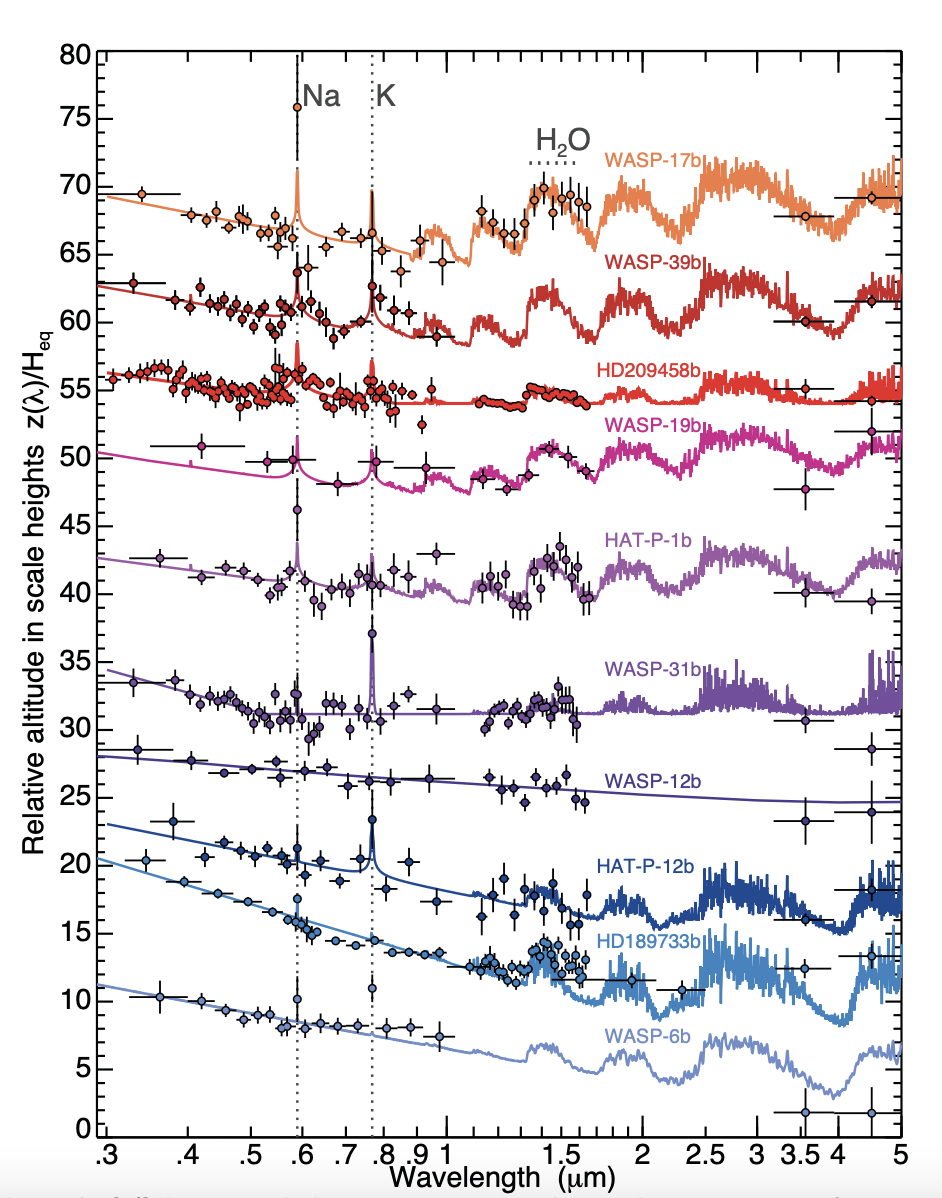 80
75
70
65
60
55
50
45
40
35
30
25
20
15
10
5
0
Relative altitude in scale heights z(λ)/Heq
Na
K
H2O
WASP-17b
WASP-39b
HD209458b
WASP-19b
HAT-P-1b
WASP-31b
WASP-12b
HAT-P-12b
HD189733b
WASP-6b
.3 .4 .5 .6 .7 .8 .9 1 1.5 2 2.5 3 3.5 4 5
Wavelength (μm)